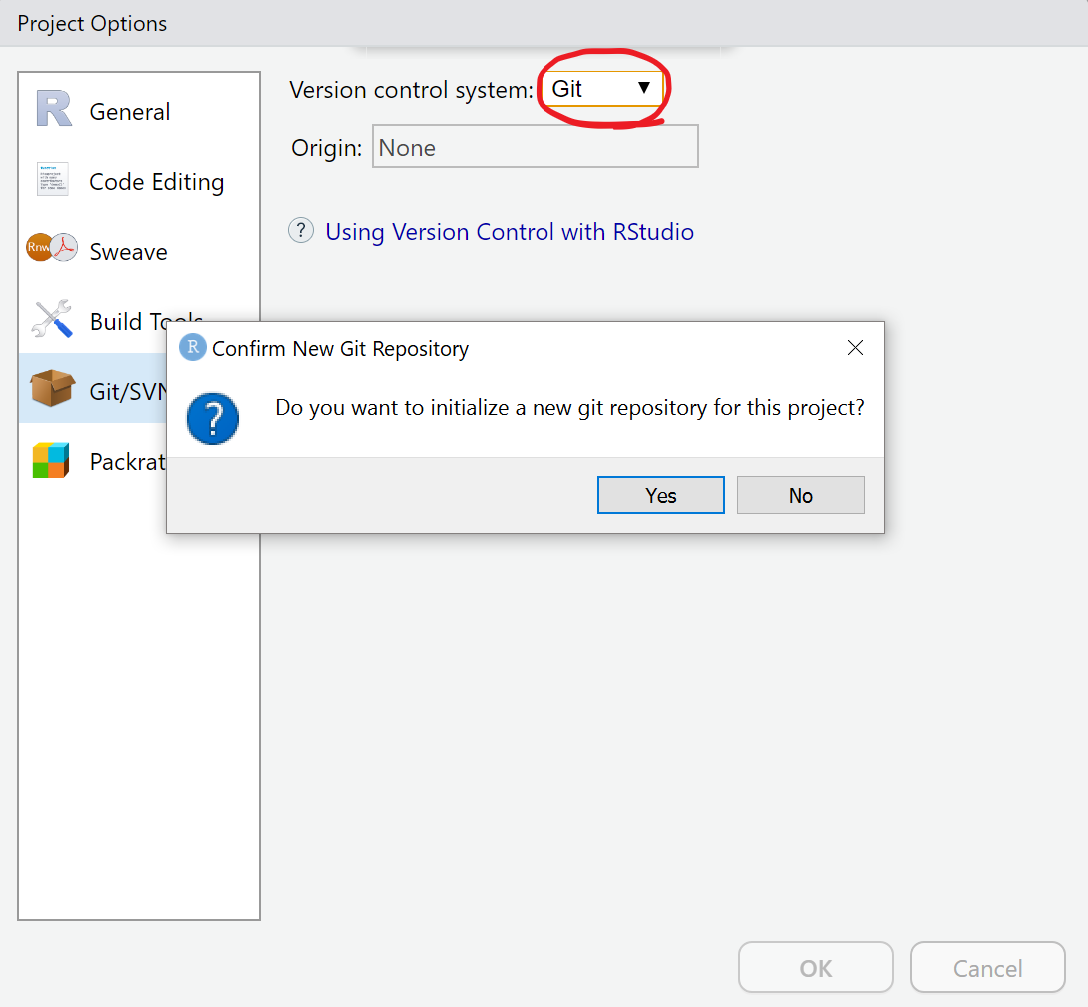 Project Options
General
Code Editing
Rnw
Sweave
Build Tools
Git/SVN
Packrat
Version control system: Git
Origin: None
? Using Version Control with RStudio
R Confirm New Git Repository
? Do you want to initialize a new git repository for this project?
Yes No
OK Cancel